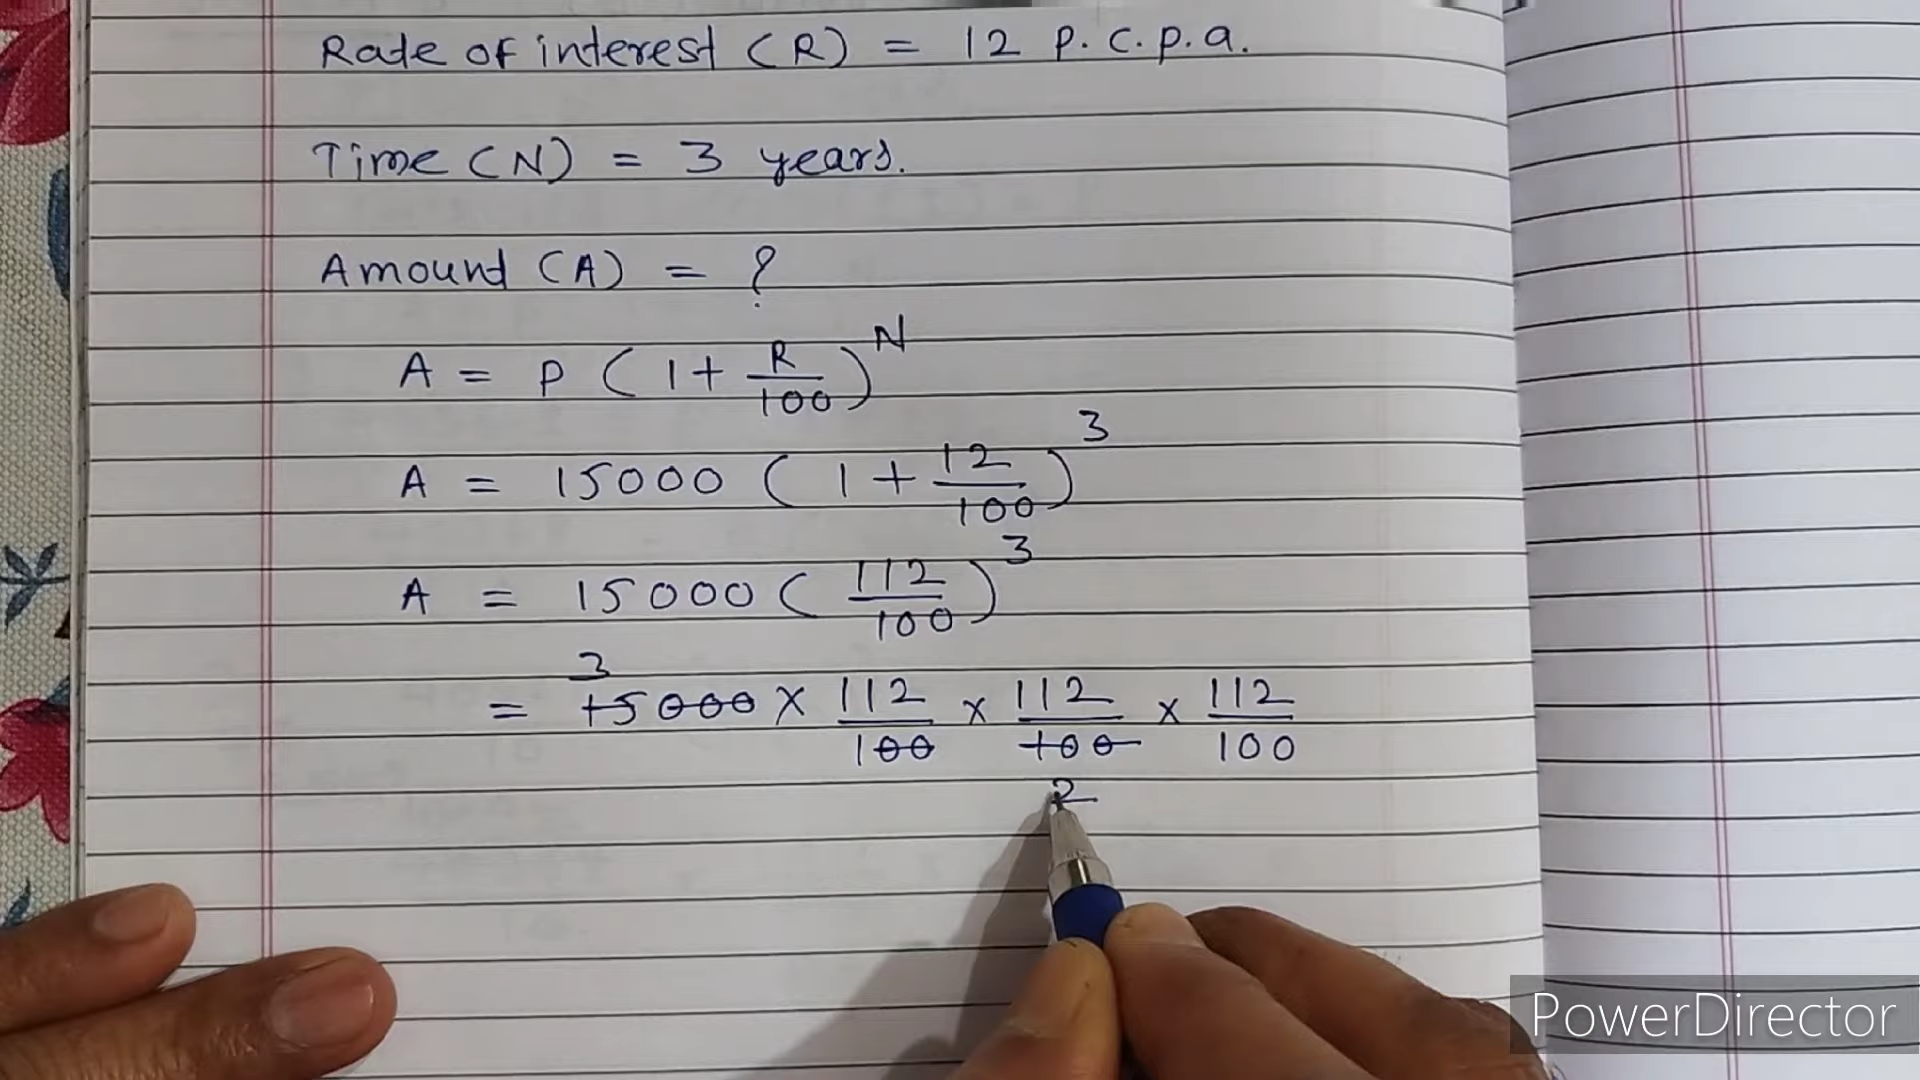 Rate of interest (R) = 12 P.C.P.a.
Time (N) = 3 years.
Amount (A) = ?
A = P (1 + R/100)^N
A = 15000 (1 + 12/100)^3
A = 15000 (112/100)^3
3
= 15000 × 112/100 × 112/100 × 112/100
2
PowerDirector